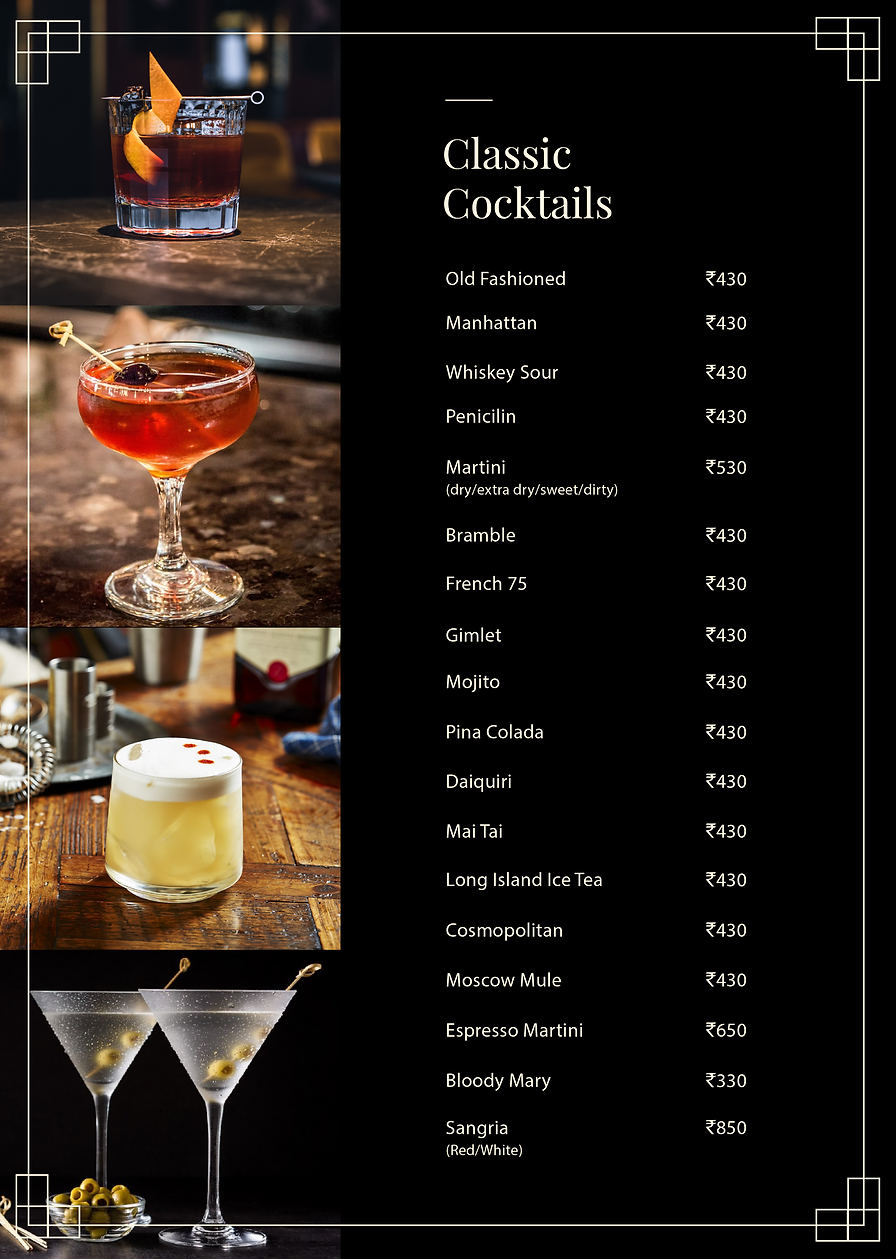 Classic
Cocktails
Old Fashioned ₹430
Manhattan ₹430
Whiskey Sour ₹430
Penicilin ₹430
Martini ₹530
(dry/extra dry/sweet/dirty)
Bramble ₹430
French 75 ₹430
Gimlet ₹430
Mojito ₹430
Pina Colada ₹430
Daiquiri ₹430
Mai Tai ₹430
Long Island Ice Tea ₹430
Cosmopolitan ₹430
Moscow Mule ₹430
Espresso Martini ₹650
Bloody Mary ₹330
Sangria ₹850
(Red/White)